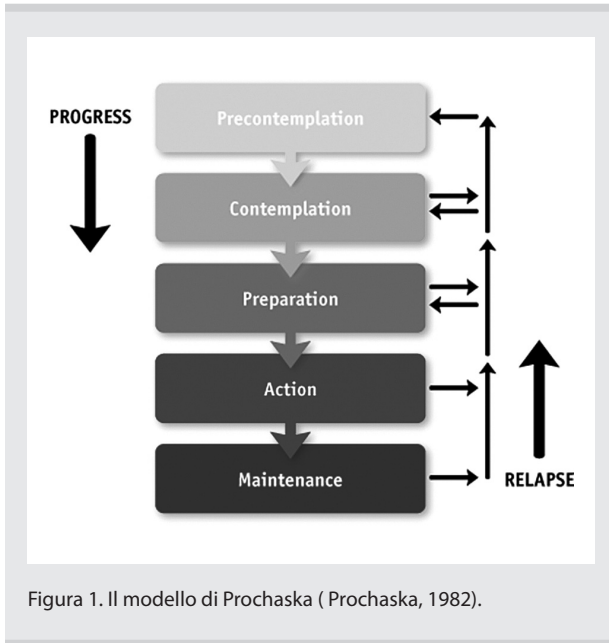 PROGRESS
Precontemplation
Contemplation
Preparation
Action
Maintenance
RELAPSE
Figura 1. Il modello di Prochaska ( Prochaska, 1982).